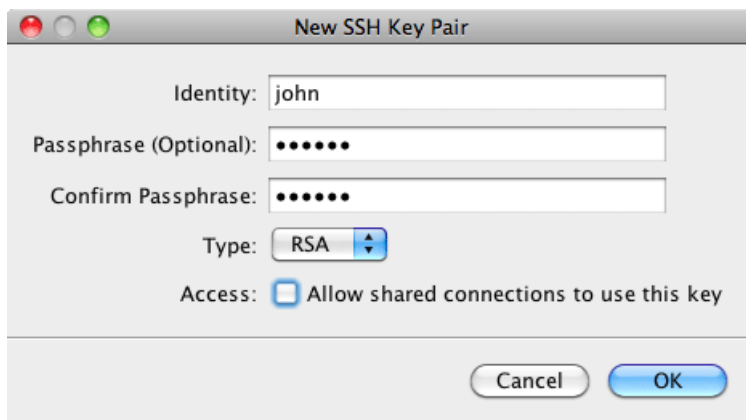 New SSH Key Pair
Identity: john
Passphrase (Optional): ••••••
Confirm Passphrase: ••••••
Type: RSA
Access: Allow shared connections to use this key
Cancel OK